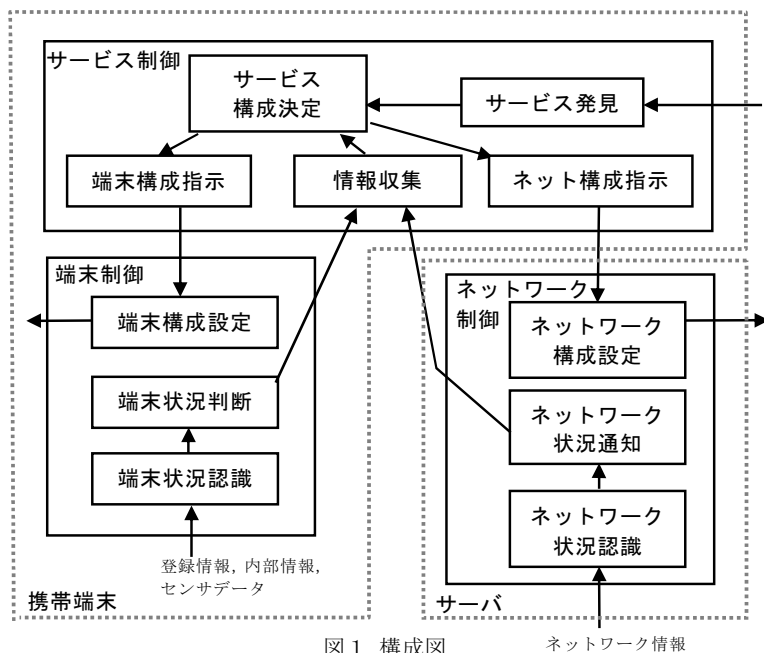 サービス制御
サービス
構成決定
サービス発見
端末構成指示
情報収集
ネット構成指示
端末制御
端末構成設定
端末状況判断
端末状況認識
登録情報, 内部情報,
センサデータ
携帯端末
ネットワーク
制御
ネットワーク
構成設定
ネットワーク
状況通知
ネットワーク
状況認識
サーバ
ネットワーク情報
図1 構成図